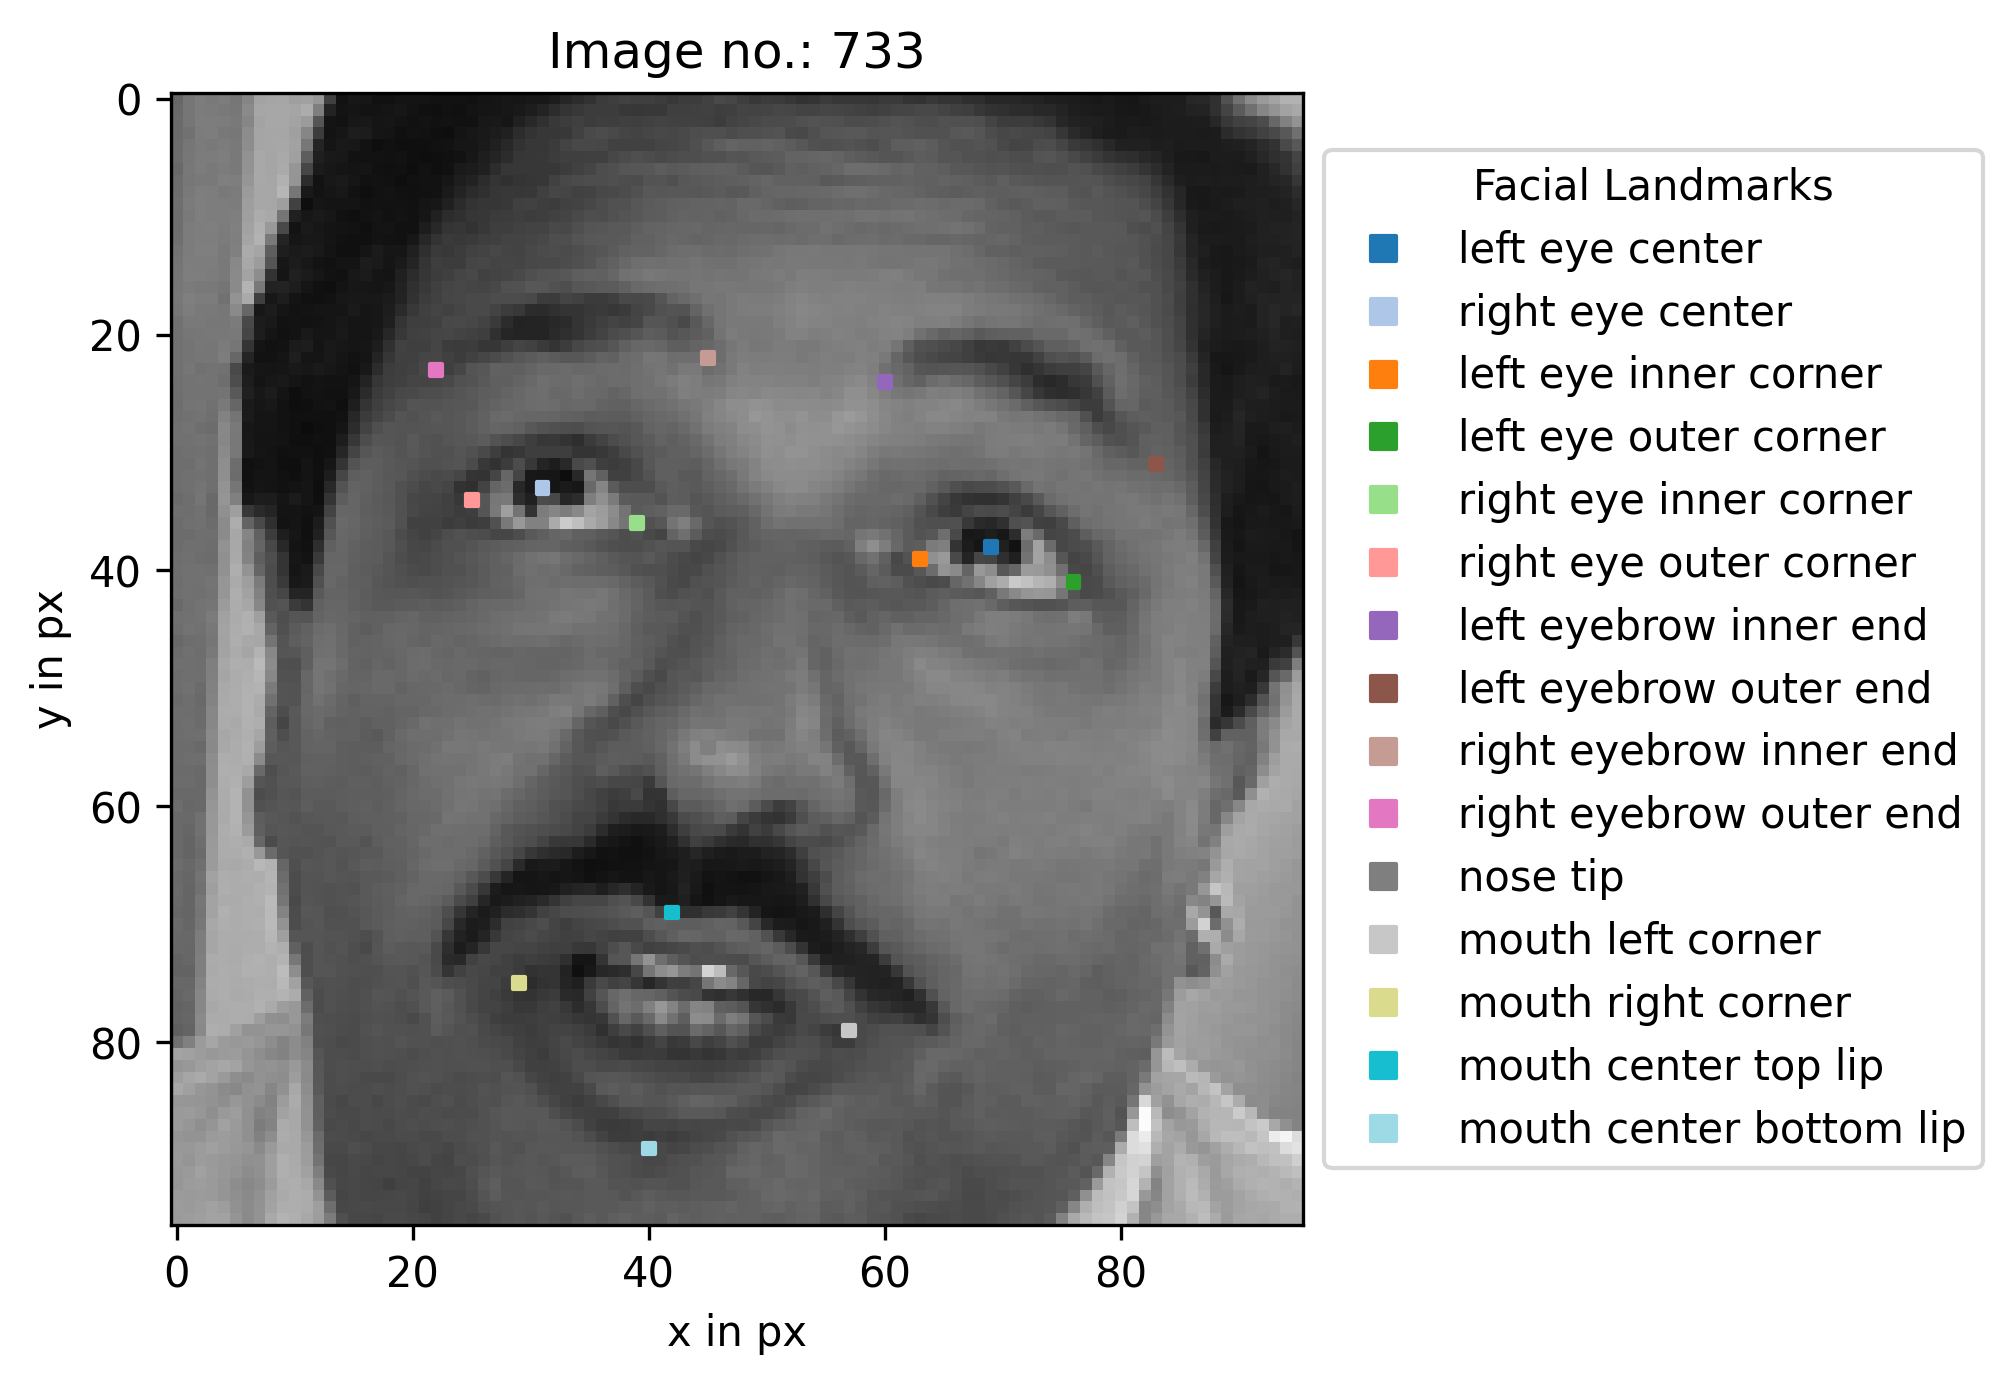 Image no.: 733
0
20
40
60
80
y in px
0 20 40 60 80
x in px
Facial Landmarks
left eye center
right eye center
left eye inner corner
left eye outer corner
right eye inner corner
right eye outer corner
left eyebrow inner end
left eyebrow outer end
right eyebrow inner end
right eyebrow outer end
nose tip
mouth left corner
mouth right corner
mouth center top lip
mouth center bottom lip